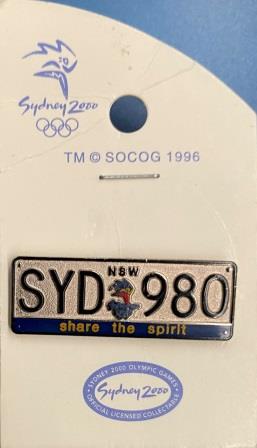 Sydney 2000
TM © SOCOG 1996
NSW
SYD 980
share the spirit
SYDNEY 2000 OLYMPIC GAMES
Sydney 2000
OFFICIAL LICENSED COLLECTABLE